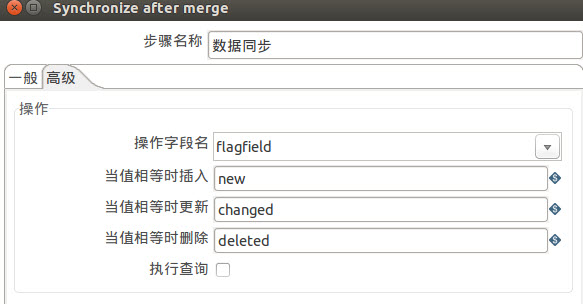 Synchronize after merge
步骤名称 数据同步
一般 高级
操作
操作字段名 flagfield
当值相等时插入 new
当值相等时更新 changed
当值相等时删除 deleted
执行查询